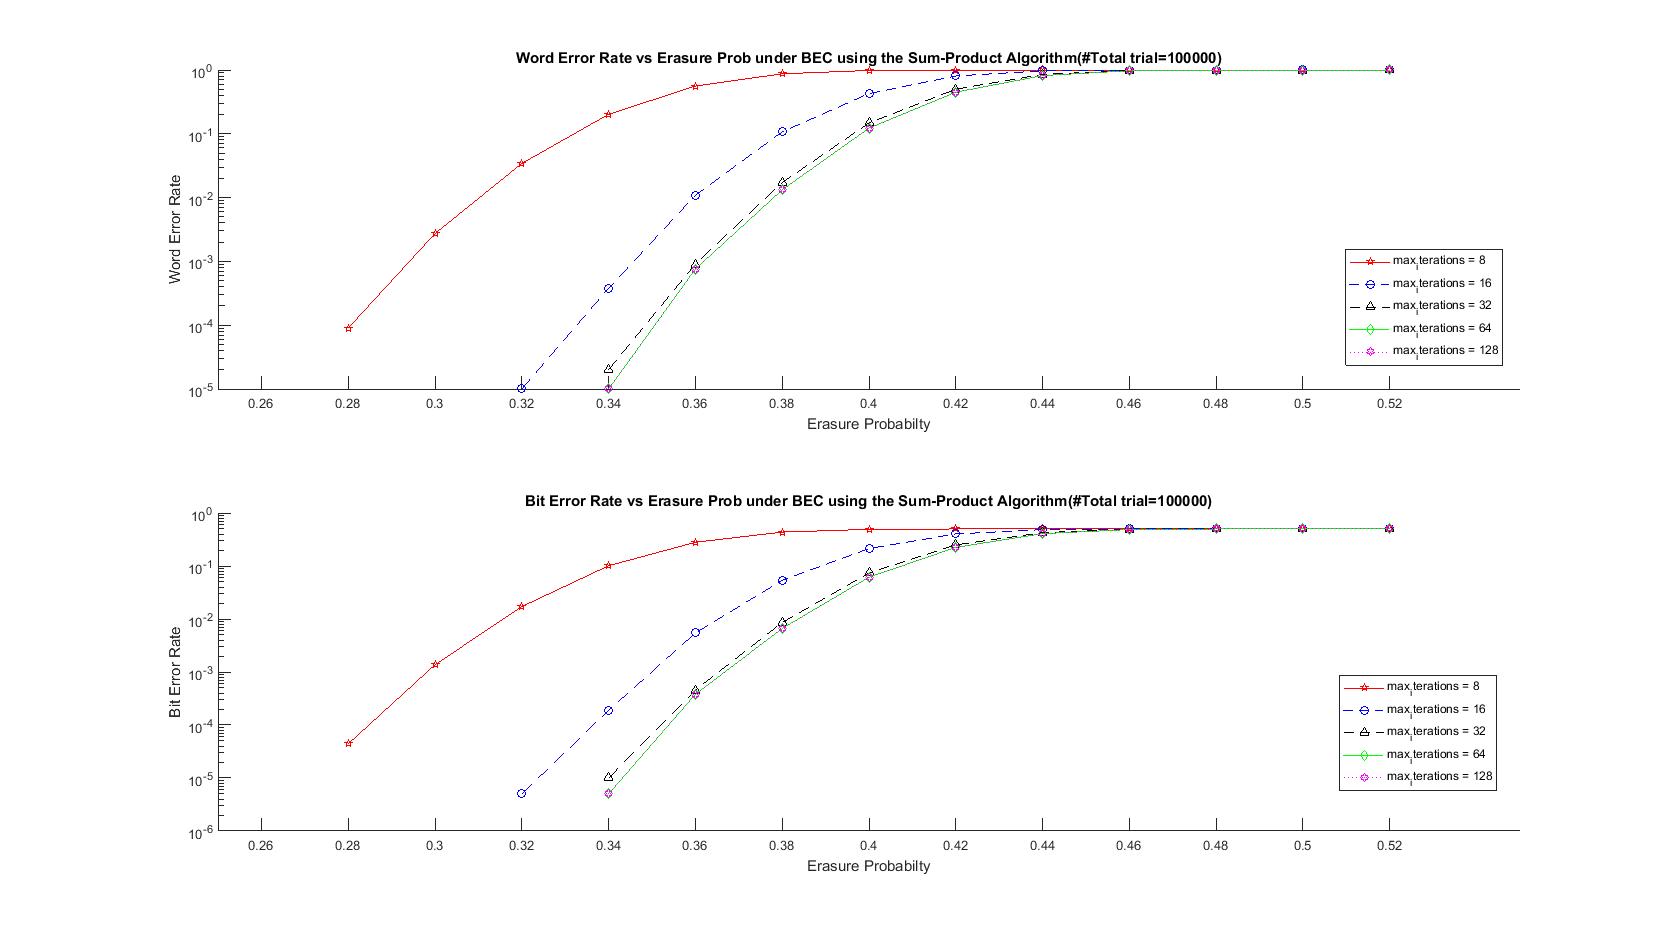 Word Error Rate vs Erasure Prob under BEC using the Sum-Product Algorithm(#Total trial=100000)
Word Error Rate
10^0
10^-1
10^-2
10^-3
10^-4
10^-5
0.26 0.28 0.3 0.32 0.34 0.36 0.38 0.4 0.42 0.44 0.46 0.48 0.5 0.52
Erasure Probabilty
max_iterations = 8
max_iterations = 16
max_iterations = 32
max_iterations = 64
max_iterations = 128
Bit Error Rate vs Erasure Prob under BEC using the Sum-Product Algorithm(#Total trial=100000)
Bit Error Rate
10^0
10^-1
10^-2
10^-3
10^-4
10^-5
10^-6
0.26 0.28 0.3 0.32 0.34 0.36 0.38 0.4 0.42 0.44 0.46 0.48 0.5 0.52
Erasure Probabilty
max_iterations = 8
max_iterations = 16
max_iterations = 32
max_iterations = 64
max_iterations = 128